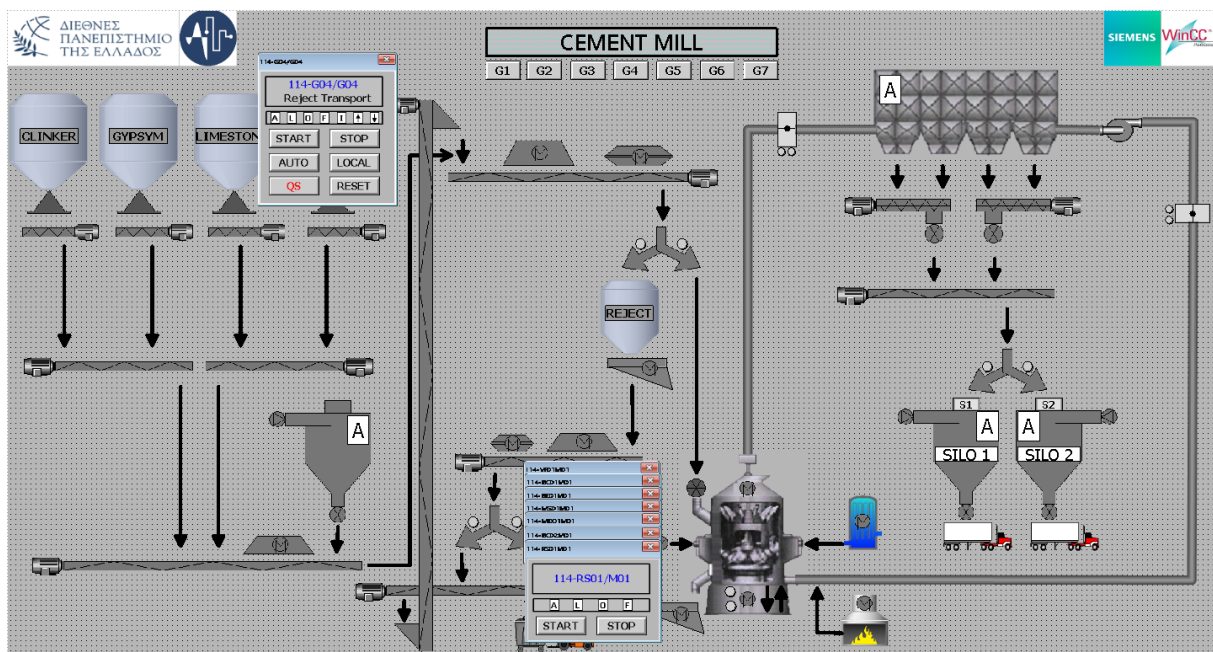 ΔΙΕΘΝΕΣ
ΠΑΝΕΠΙΣΤΗΜΙΟ
ΤΗΣ ΕΛΛΑΔΟΣ
CEMENT MILL
G1 G2 G3 G4 G5 G6 G7
SIEMENS WinCC
114-G04/G04
114-G04/G04
Reject Transport
A L O F I
START STOP
AUTO LOCAL
QS RESET
CLINKER
GYPSYM
LIMESTON
A
M M
REJECT
M
A
M M
M
S1 S2
A A
SILO 1 SILO 2
M
M
M
M
114-RS01/M01
A L O F
START STOP